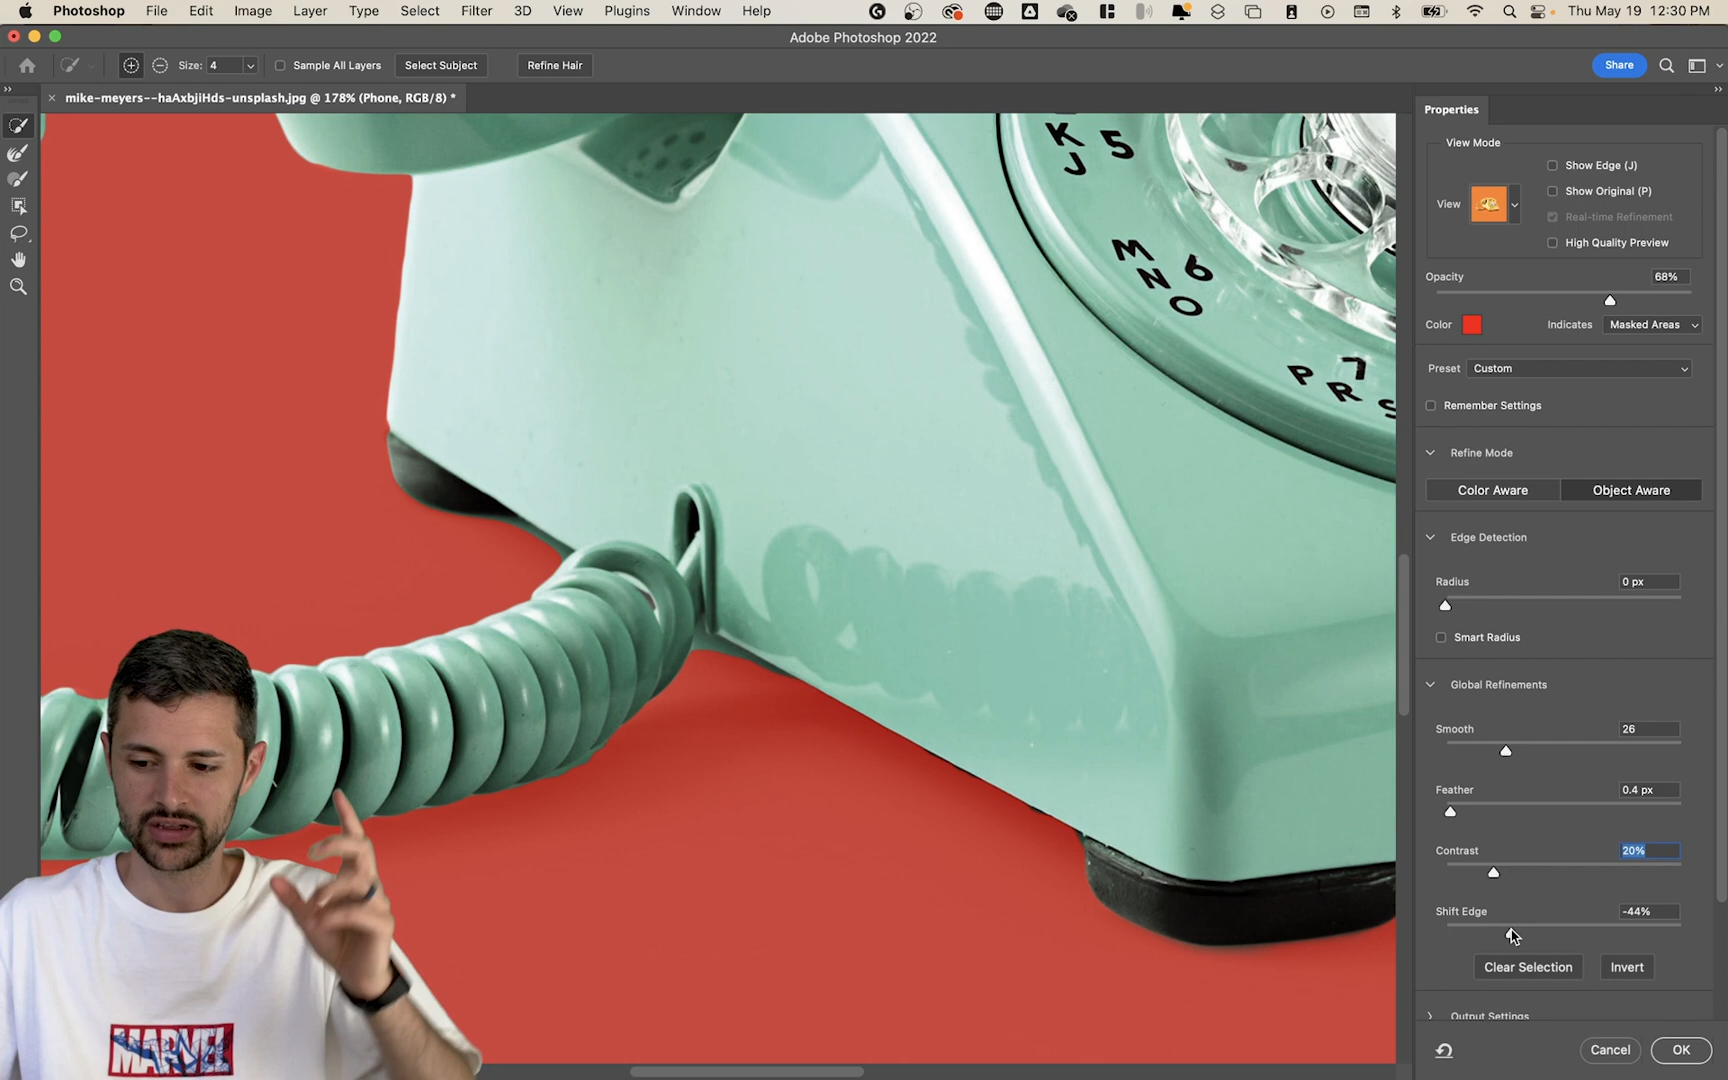 Photoshop File Edit Image Layer Type Select Filter 3D View Plugins Window Help Thu May 19 12:30 PM
Adobe Photoshop 2022
Size: 4 Sample All Layers Select Subject Refine Hair Share
mike-meyers--haAxbjiHds-unsplash.jpg @ 178% (Phone, RGB/8) *
Properties
View Mode
Show Edge (J)
Show Original (P)
View
Real-time Refinement
High Quality Preview
Opacity 68%
Color Indicates Masked Areas
Preset Custom
Remember Settings
Refine Mode
Color Aware Object Aware
Edge Detection
Radius 0 px
Smart Radius
Global Refinements
Smooth 26
Feather 0.4 px
Contrast 20%
Shift Edge -44%
Clear Selection Invert
Output Settings
Cancel OK
K 5
J
M 6
N
O
7
P R S
MARVEL